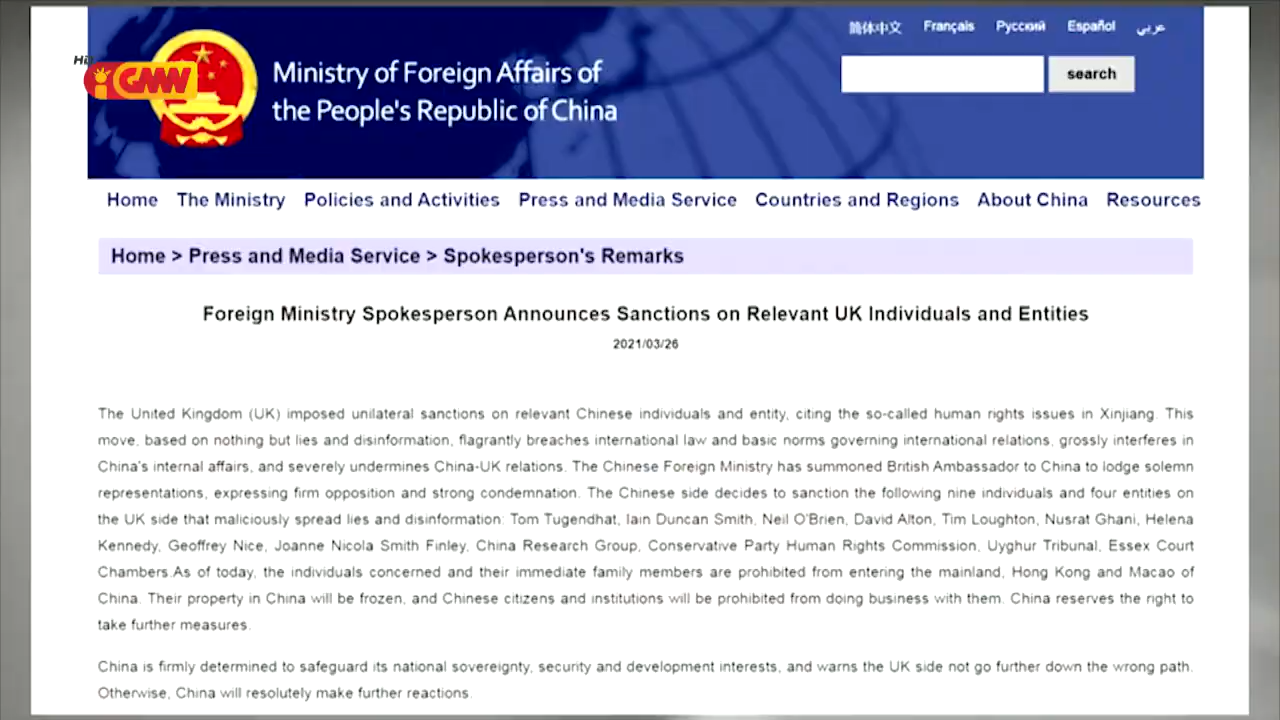 简体中文 Français Русский Español عربي
HD
iGMW
Ministry of Foreign Affairs of
the People's Republic of China
search
Home The Ministry Policies and Activities Press and Media Service Countries and Regions About China Resources
Home > Press and Media Service > Spokesperson's Remarks
Foreign Ministry Spokesperson Announces Sanctions on Relevant UK Individuals and Entities
2021/03/26
The United Kingdom (UK) imposed unilateral sanctions on relevant Chinese individuals and entity, citing the so-called human rights issues in Xinjiang. This
move, based on nothing but lies and disinformation, flagrantly breaches international law and basic norms governing international relations, grossly interferes in
China's internal affairs, and severely undermines China-UK relations. The Chinese Foreign Ministry has summoned British Ambassador to China to lodge solemn
representations, expressing firm opposition and strong condemnation. The Chinese side decides to sanction the following nine individuals and four entities on
the UK side that maliciously spread lies and disinformation: Tom Tugendhat, Iain Duncan Smith, Neil O'Brien, David Alton, Tim Loughton, Nusrat Ghani, Helena
Kennedy, Geoffrey Nice, Joanne Nicola Smith Finley, China Research Group, Conservative Party Human Rights Commission, Uyghur Tribunal, Essex Court
Chambers.As of today, the individuals concerned and their immediate family members are prohibited from entering the mainland, Hong Kong and Macao of
China. Their property in China will be frozen, and Chinese citizens and institutions will be prohibited from doing business with them. China reserves the right to
take further measures.
China is firmly determined to safeguard its national sovereignty, security and development interests, and warns the UK side not go further down the wrong path.
Otherwise, China will resolutely make further reactions.